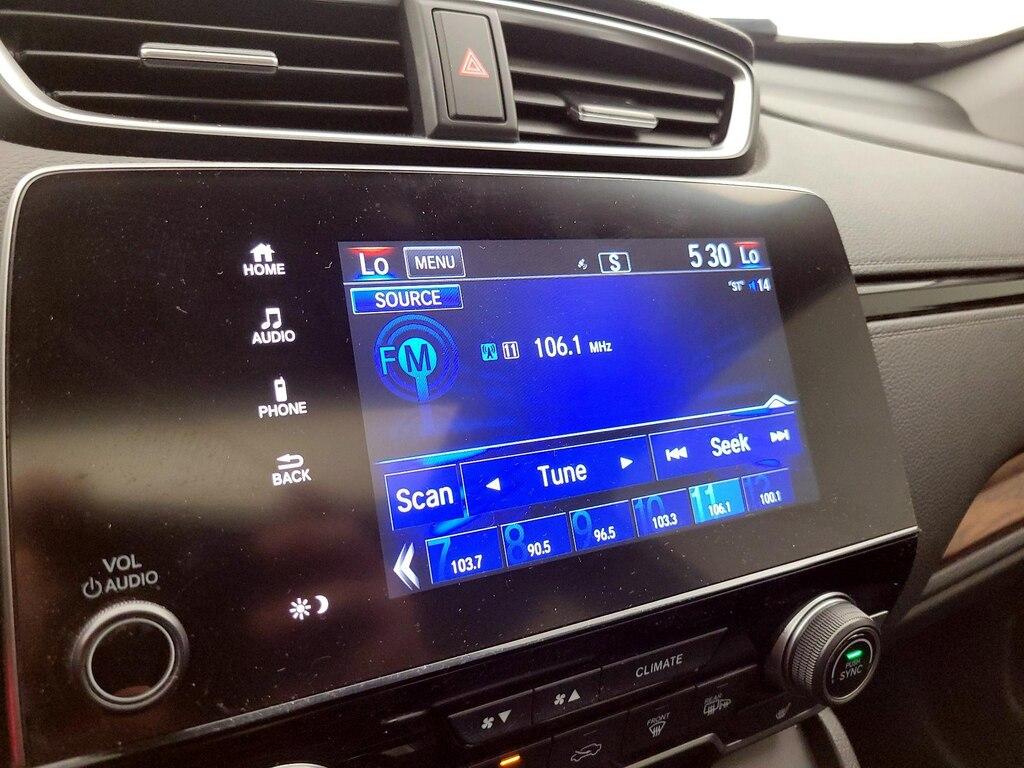 HOME
AUDIO
PHONE
BACK
VOL
AUDIO
Lo MENU S 5 30 Lo
SOURCE "ST" 14
FM 11 106.1 MHz
Scan Tune Seek
7 103.7 8 90.5 9 96.5 10 103.3 11 106.1 12 100.1
CLIMATE
PUSH
SYNC
FRONT
REAR